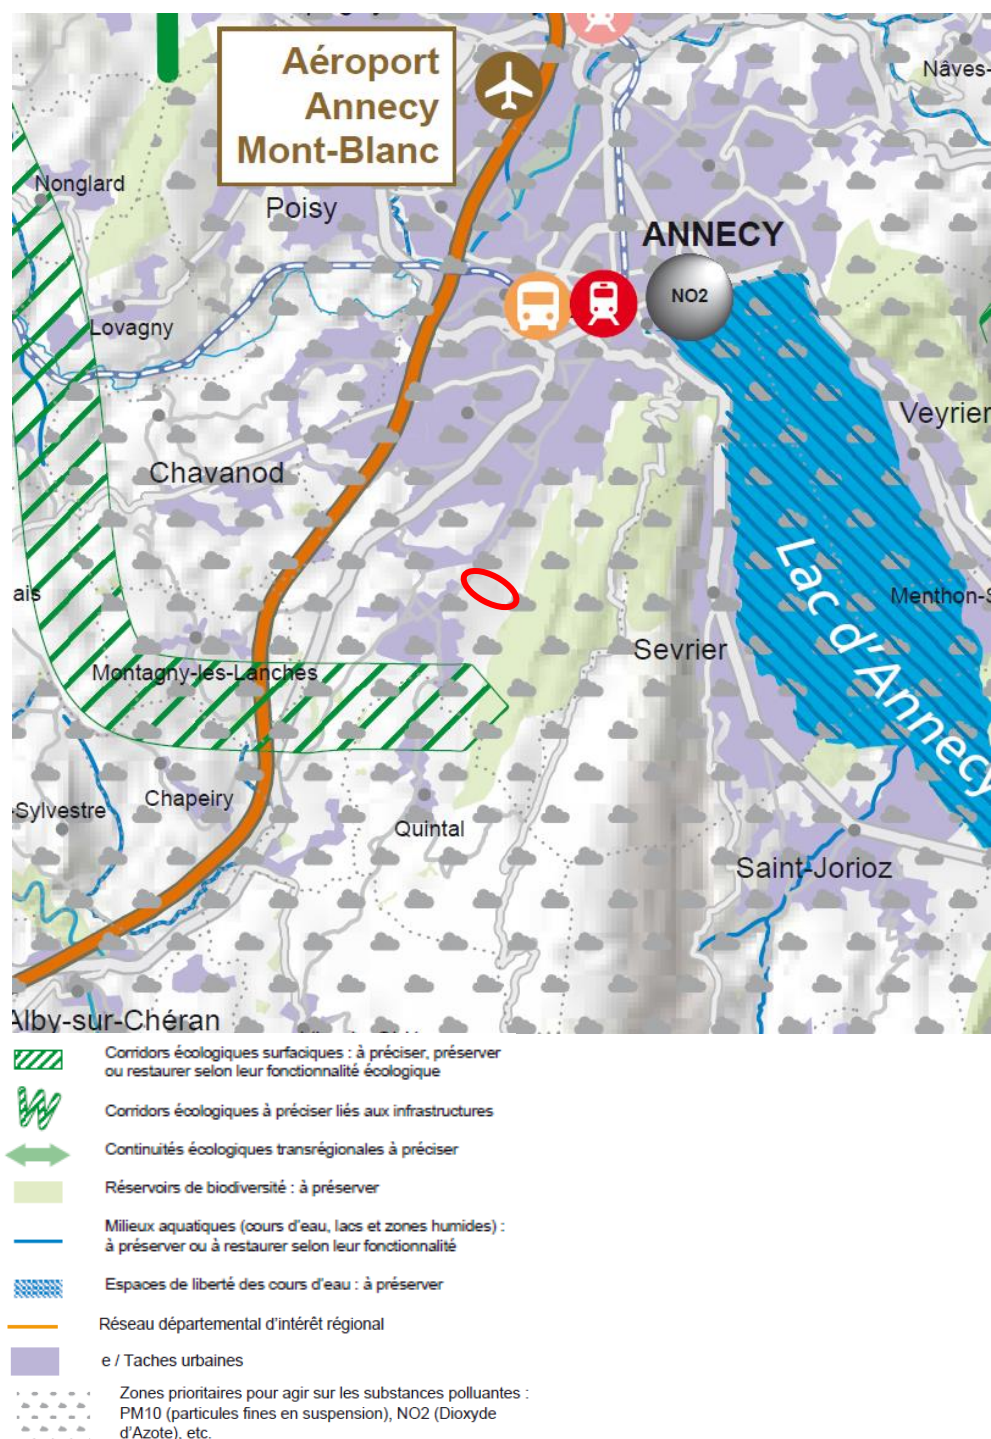 Aéroport
Annecy
Mont-Blanc
Nâves-
Nonglard
Poisy
ANNECY
NO2
Lovagny
Veyrier
Chavanod
ais
Menthon-S
Lac d'Annecy
Sevrier
Montagny-les-Lanches
Chapeiry
-Sylvestre
Quintal
Saint-Jorioz
Alby-sur-Chéran
Corridors écologiques surfaciques : à préciser, préserver
ou restaurer selon leur fonctionnalité écologique
Corridors écologiques à préciser liés aux infrastructures
Continuités écologiques transrégionales à préciser
Réservoirs de biodiversité : à préserver
Milieux aquatiques (cours d'eau, lacs et zones humides) :
à préserver ou à restaurer selon leur fonctionnalité
Espaces de liberté des cours d'eau : à préserver
Réseau départemental d'intérêt régional
e / Taches urbaines
Zones prioritaires pour agir sur les substances polluantes :
PM10 (particules fines en suspension), NO2 (Dioxyde
d'Azote), etc.